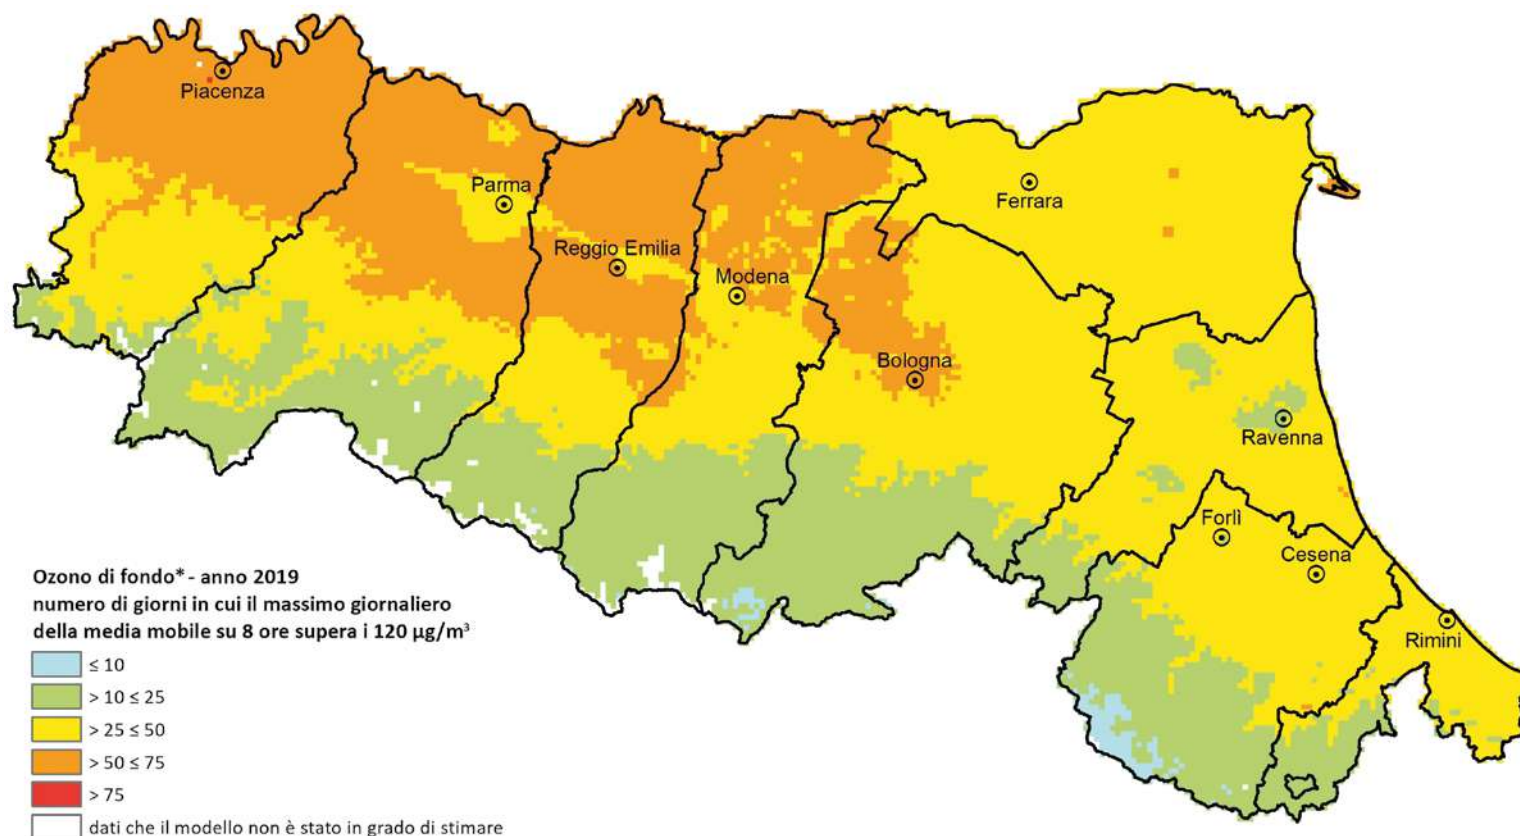 Piacenza
Parma
Ferrara
Reggio Emilia
Modena
Bologna
Ravenna
Forlì
Cesena
Rimini
Ozono di fondo* - anno 2019
numero di giorni in cui il massimo giornaliero
della media mobile su 8 ore supera i 120 µg/m³
≤ 10
> 10 ≤ 25
> 25 ≤ 50
> 50 ≤ 75
> 75
dati che il modello non è stato in grado di stimare